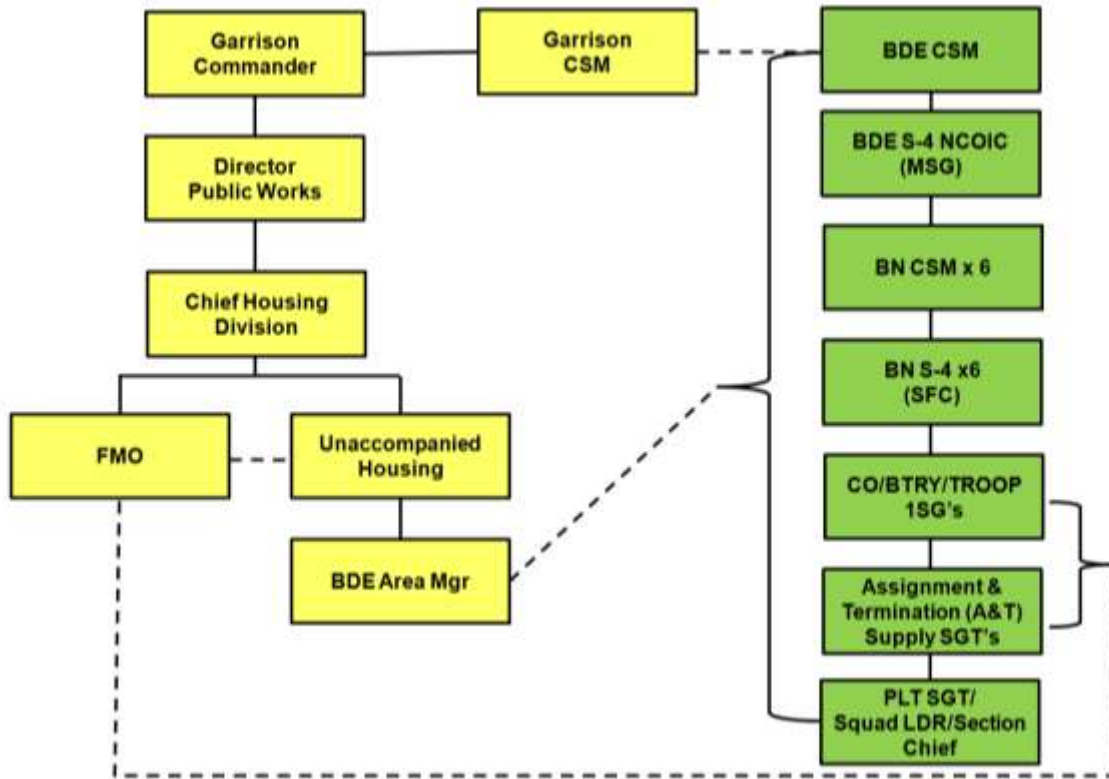 Garrison
Commander
Garrison
CSM
BDE CSM
Director
Public Works
BDE S-4 NCOIC
(MSG)
BN CSM x 6
Chief Housing
Division
BN S-4 x6
(SFC)
FMO
Unaccompanied
Housing
CO/BTRY/TROOP
1SG's
BDE Area Mgr
Assignment &
Termination (A&T)
Supply SGT's
PLT SGT/
Squad LDR/Section
Chief